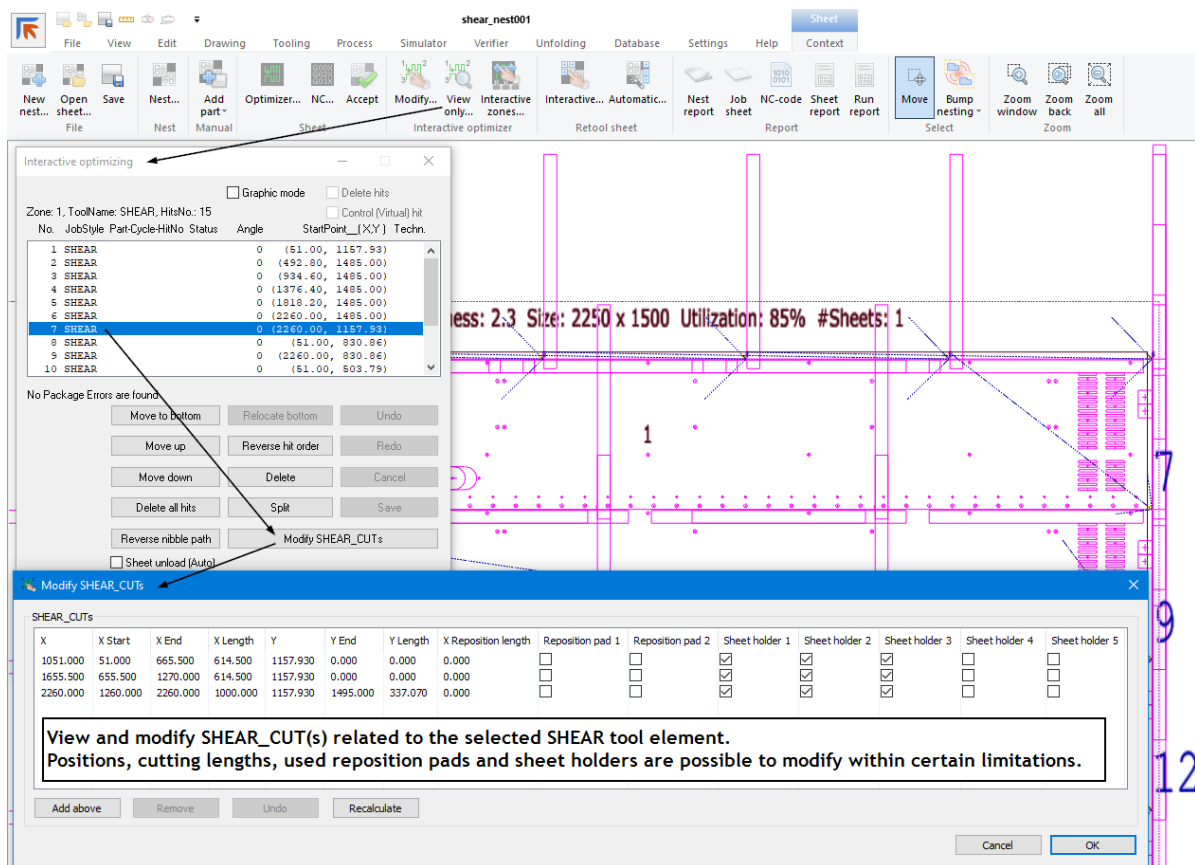 shear_nest001
Sheet
File View Edit Drawing Tooling Process Simulator Verifier Unfolding Database Settings Help Context
New nest... Open sheet... Save Nest... Add part Optimizer... NC... Accept Modify... View only... Interactive zones... Interactive... Automatic... Nest report Job sheet NC-code Sheet report Run report Move Bump nesting Zoom window Zoom back Zoom all
File Nest Manual Sheet Interactive optimizer Retool sheet Report Select Zoom
Interactive optimizing
Graphic mode Delete hits
Zone: 1, ToolName: SHEAR, HitsNo.: 15 Control (Virtual) hit
No. JobStyle Part-Cycle-HitNo Status Angle StartPoint__(X,Y) Techn.
1 SHEAR 0 (51.00, 1157.93)
2 SHEAR 0 (492.80, 1485.00)
3 SHEAR 0 (934.60, 1485.00)
4 SHEAR 0 (1376.40, 1485.00)
5 SHEAR 0 (1818.20, 1485.00)
6 SHEAR 0 (2260.00, 1485.00)
7 SHEAR 0 (2260.00, 1157.93)
8 SHEAR 0 (51.00, 830.86)
9 SHEAR 0 (2260.00, 830.86)
10 SHEAR 0 (51.00, 503.79)
ness: 2.3 Size: 2250 x 1500 Utilization: 85% #Sheets: 1
No Package Errors are found
Move to Bottom Relocate bottom Undo
Move up Reverse hit order Redo
Move down Delete Cancel
Delete all hits Split Save
Reverse nibble path Modify SHEAR_CUTs
Sheet unload (Auto)
1
7
9
12
Modify SHEAR_CUTs
SHEAR_CUTs
X X Start X End X Length Y Y End Y Length X Reposition length Reposition pad 1 Reposition pad 2 Sheet holder 1 Sheet holder 2 Sheet holder 3 Sheet holder 4 Sheet holder 5
1051.000 51.000 665.500 614.500 1157.930 0.000 0.000 0.000
1655.500 655.500 1270.000 614.500 1157.930 0.000 0.000 0.000
2260.000 1260.000 2260.000 1000.000 1157.930 1495.000 337.070 0.000
View and modify SHEAR_CUT(s) related to the selected SHEAR tool element.
Positions, cutting lengths, used reposition pads and sheet holders are possible to modify within certain limitations.
Add above Remove Undo Recalculate
Cancel OK